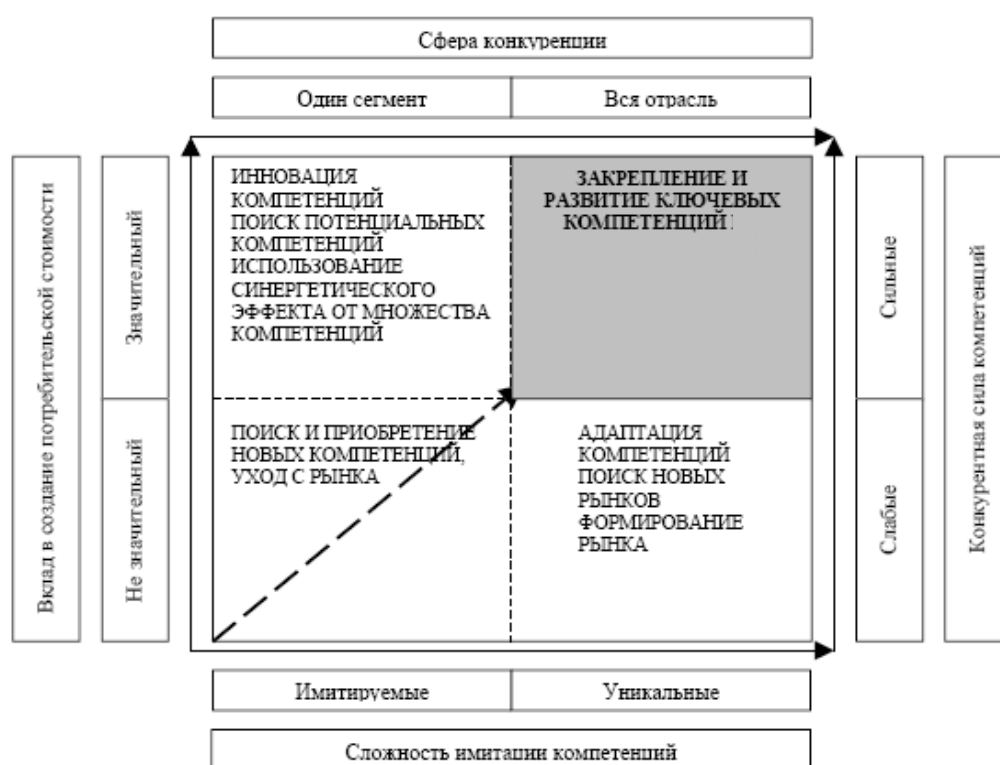 Сфера конкуренции
Один сегмент
Вся отрасль
Вклад в создание потребительской стоимости
Значительный
Не значительный
ИННОВАЦИЯ
КОМПЕТЕНЦИЙ
ПОИСК ПОТЕНЦИАЛЬНЫХ
КОМПЕТЕНЦИЙ
ИСПОЛЬЗОВАНИЕ
СИНЕРГЕТИЧЕСКОГО
ЭФФЕКТА ОТ МНОЖЕСТВА
КОМПЕТЕНЦИЙ
ЗАКРЕПЛЕНИЕ И
РАЗВИТИЕ КЛЮЧЕВЫХ
КОМПЕТЕНЦИЙ
ПОИСК И ПРИОБРЕТЕНИЕ
НОВЫХ КОМПЕТЕНЦИЙ,
УХОД С РЫНКА
АДАПТАЦИЯ
КОМПЕТЕНЦИЙ
ПОИСК НОВЫХ
РЫНКОВ
ФОРМИРОВАНИЕ
РЫНКА
Сильные
Слабые
Конкурентная сила компетенций
Имитируемые
Уникальные
Сложность имитации компетенций